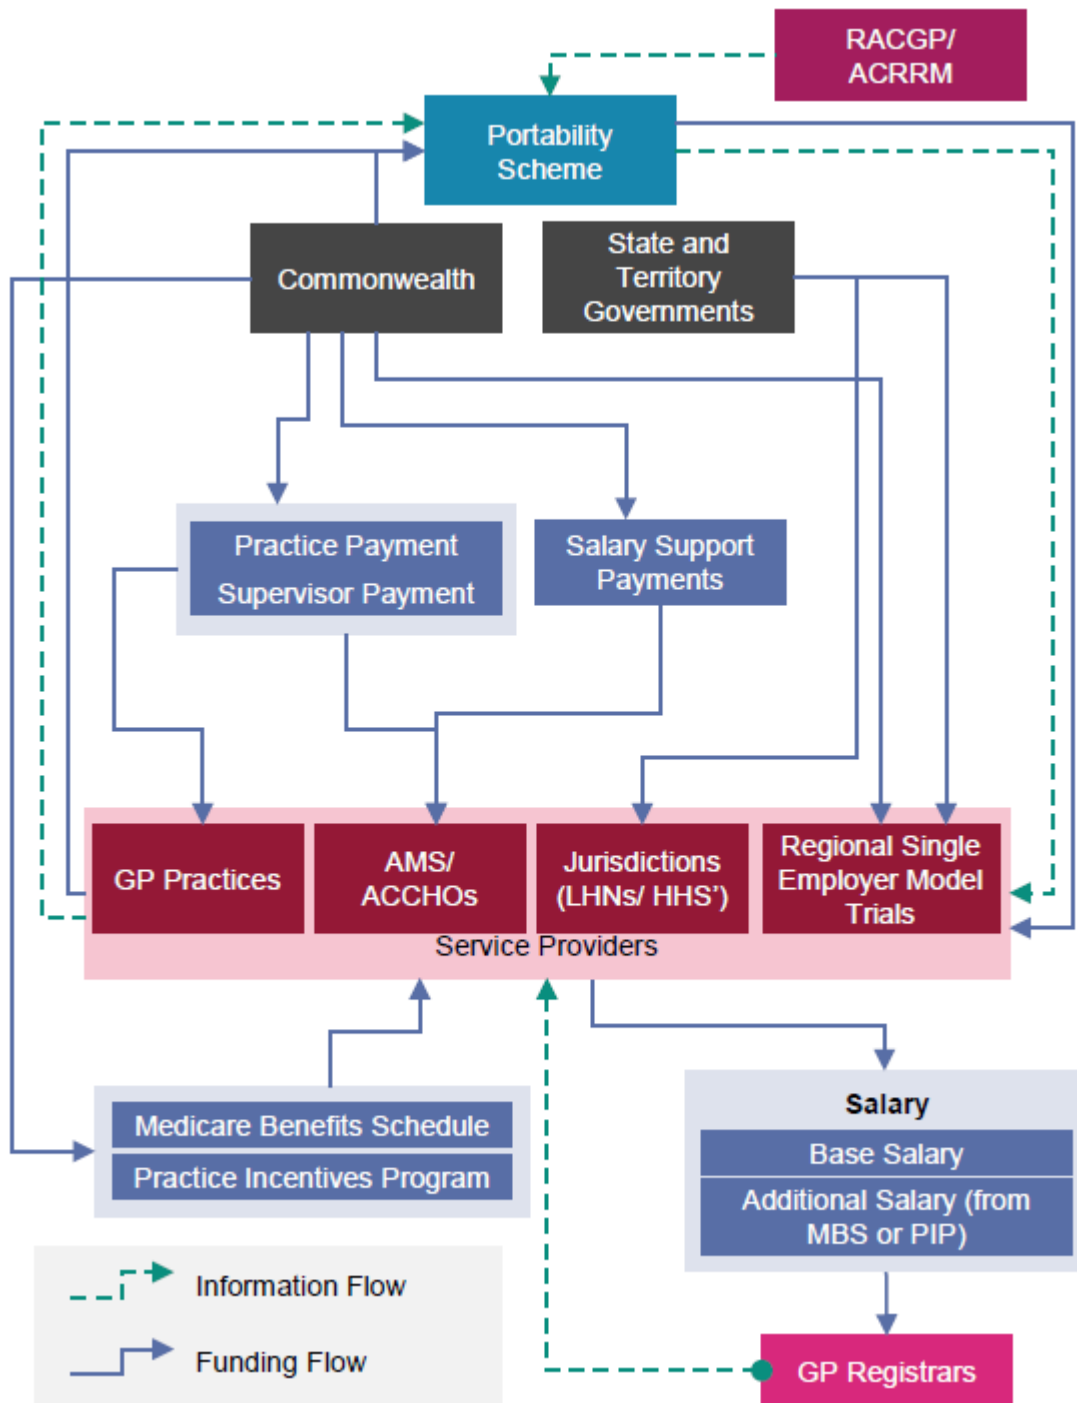 RACGP/
ACRRM
Portability
Scheme
Commonwealth
State and
Territory
Governments
Practice Payment
Supervisor Payment
Salary Support
Payments
GP Practices
AMS/
ACCHOs
Jurisdictions
(LHNs/ HHS’)
Regional Single
Employer Model
Trials
Service Providers
Medicare Benefits Schedule
Practice Incentives Program
Salary
Base Salary
Additional Salary (from
MBS or PIP)
Information Flow
Funding Flow
GP Registrars